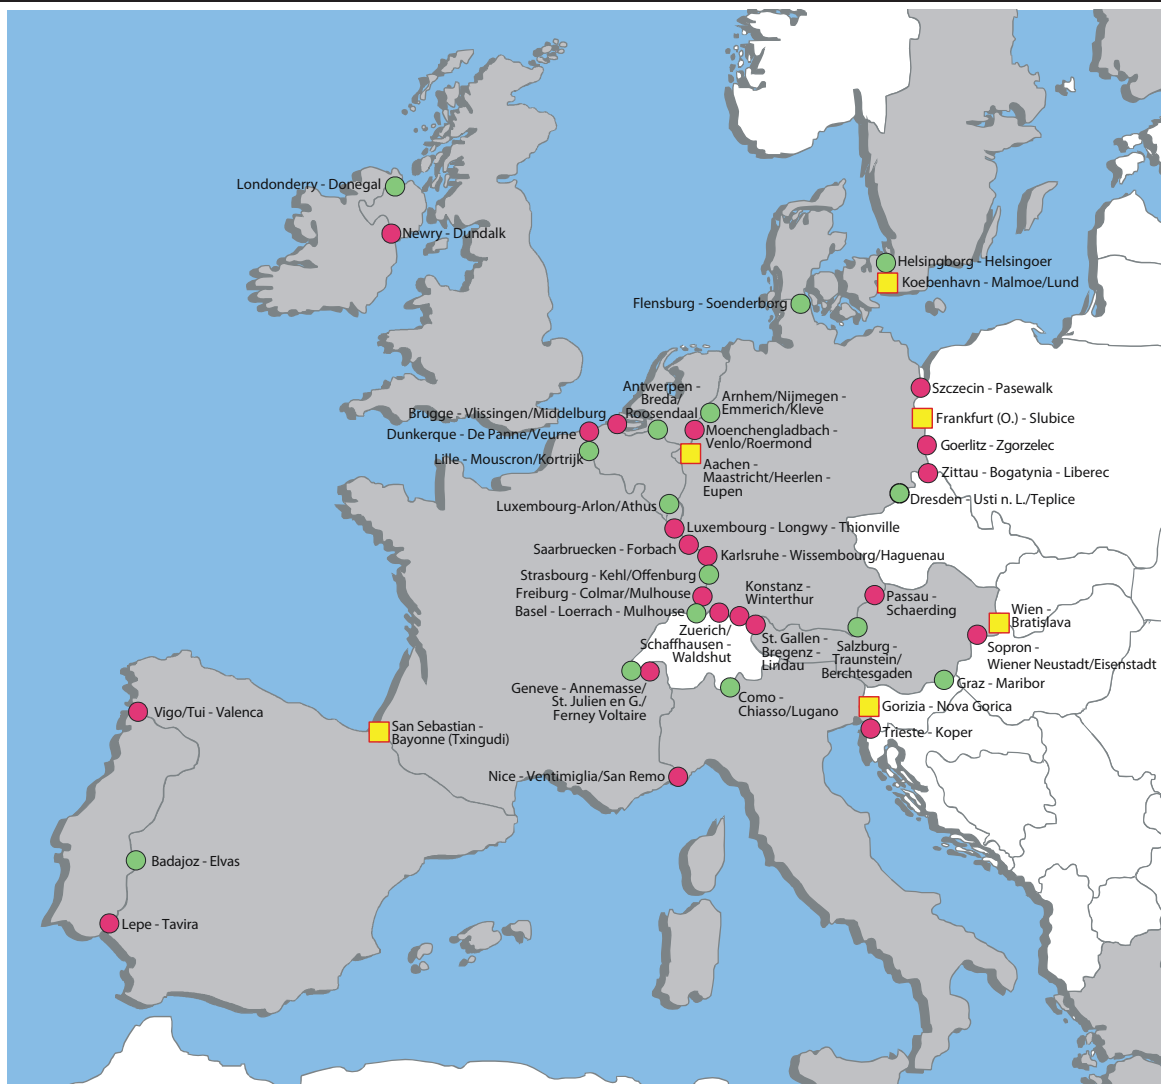 Londonderry - Donegal
Newry - Dundalk
Helsingborg - Helsingoer
Koebenhavn - Malmoe/Lund
Flensburg - Soenderborg
Antwerpen -
Breda/
Roosendaal
Arnhem/Nijmegen -
Emmerich/Kleve
Szczecin - Pasewalk
Brugge - Vlissingen/Middelburg
Frankfurt (O.) - Slubice
Dunkerque - De Panne/Veurne
Moenchengladbach -
Venlo/Roermond
Goerlitz - Zgorzelec
Lille - Mouscron/Kortrijk
Aachen -
Maastricht/Heerlen -
Eupen
Zittau - Bogatynia - Liberec
Dresden - Usti n. L./Teplice
Luxembourg-Arlon/Athus
Luxembourg - Longwy - Thionville
Saarbruecken - Forbach
Karlsruhe - Wissembourg/Haguenau
Strasbourg - Kehl/Offenburg
Freiburg - Colmar/Mulhouse
Basel - Loerrach - Mulhouse
Konstanz -
Winterthur
Passau -
Schaerding
Wien -
Bratislava
Zuerich/
Schaffhausen -
Waldshut
St. Gallen -
Bregenz -
Lindau
Salzburg -
Traunstein/
Berchtesgaden
Sopron -
Wiener Neustadt/Eisenstadt
Graz - Maribor
Geneve - Annemasse/
St. Julien en G./
Ferney Voltaire
Como -
Chiasso/Lugano
Gorizia - Nova Gorica
Trieste - Koper
Vigo/Tui - Valenca
San Sebastian -
Bayonne (Txingudi)
Nice - Ventimiglia/San Remo
Badajoz - Elvas
Lepe - Tavira